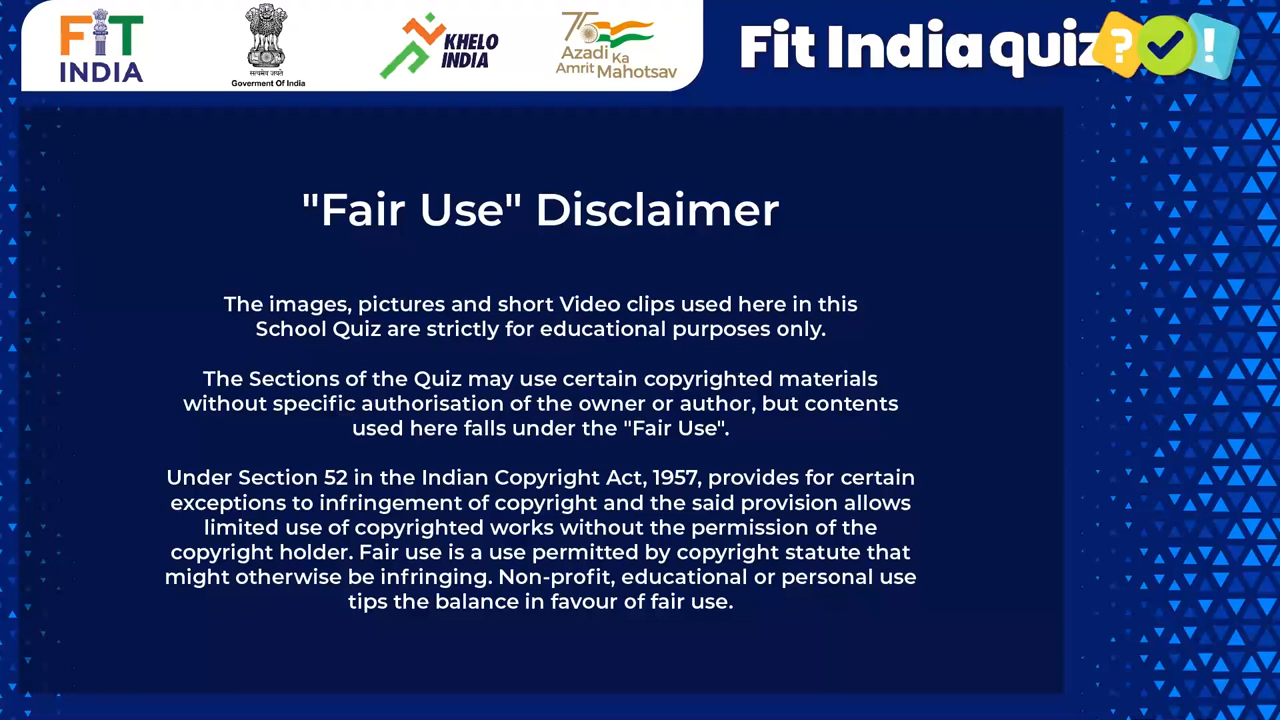 FIT
INDIA
सत्यमेव जयते
Goverment Of India
KHELO
INDIA
75
Azadi Ka
Amrit Mahotsav
Fit India quiz ? !
"Fair Use" Disclaimer
The images, pictures and short Video clips used here in this
School Quiz are strictly for educational purposes only.
The Sections of the Quiz may use certain copyrighted materials
without specific authorisation of the owner or author, but contents
used here falls under the "Fair Use".
Under Section 52 in the Indian Copyright Act, 1957, provides for certain
exceptions to infringement of copyright and the said provision allows
limited use of copyrighted works without the permission of the
copyright holder. Fair use is a use permitted by copyright statute that
might otherwise be infringing. Non-profit, educational or personal use
tips the balance in favour of fair use.